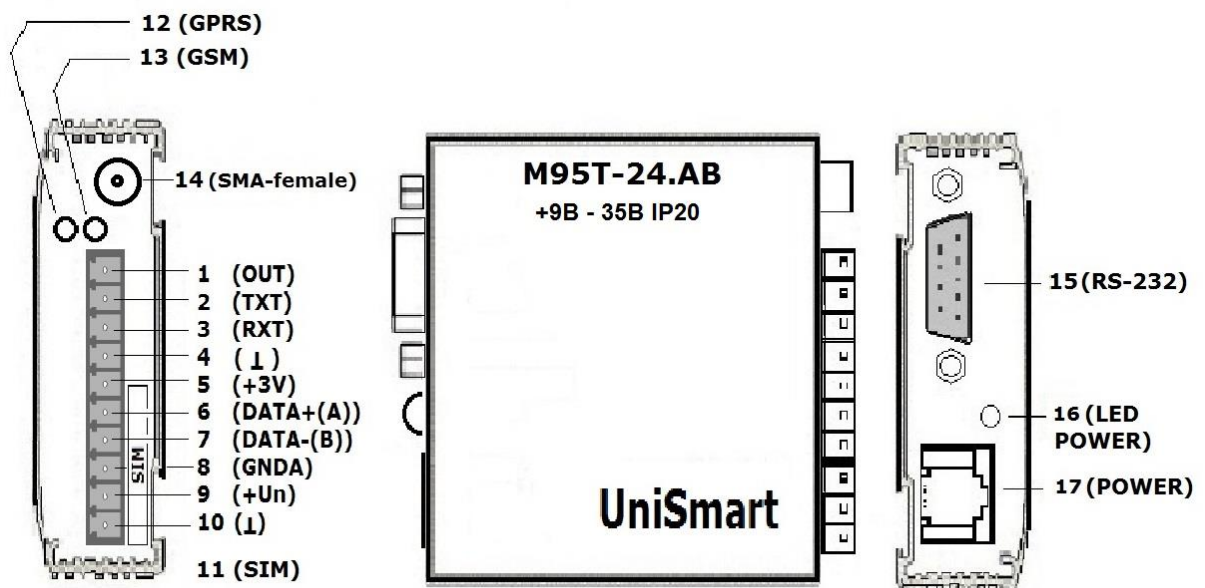 12 (GPRS)
13 (GSM)
14 (SMA-female)
1 (OUT)
2 (TXT)
3 (RXT)
4 (⊥)
5 (+3V)
6 (DATA+(A))
7 (DATA-(B))
8 (GNDA)
9 (+Un)
10 (⊥)
11 (SIM)
SIM
M95T-24.AB
+9B - 35B IP20
UniSmart
15 (RS-232)
16 (LED
POWER)
17 (POWER)